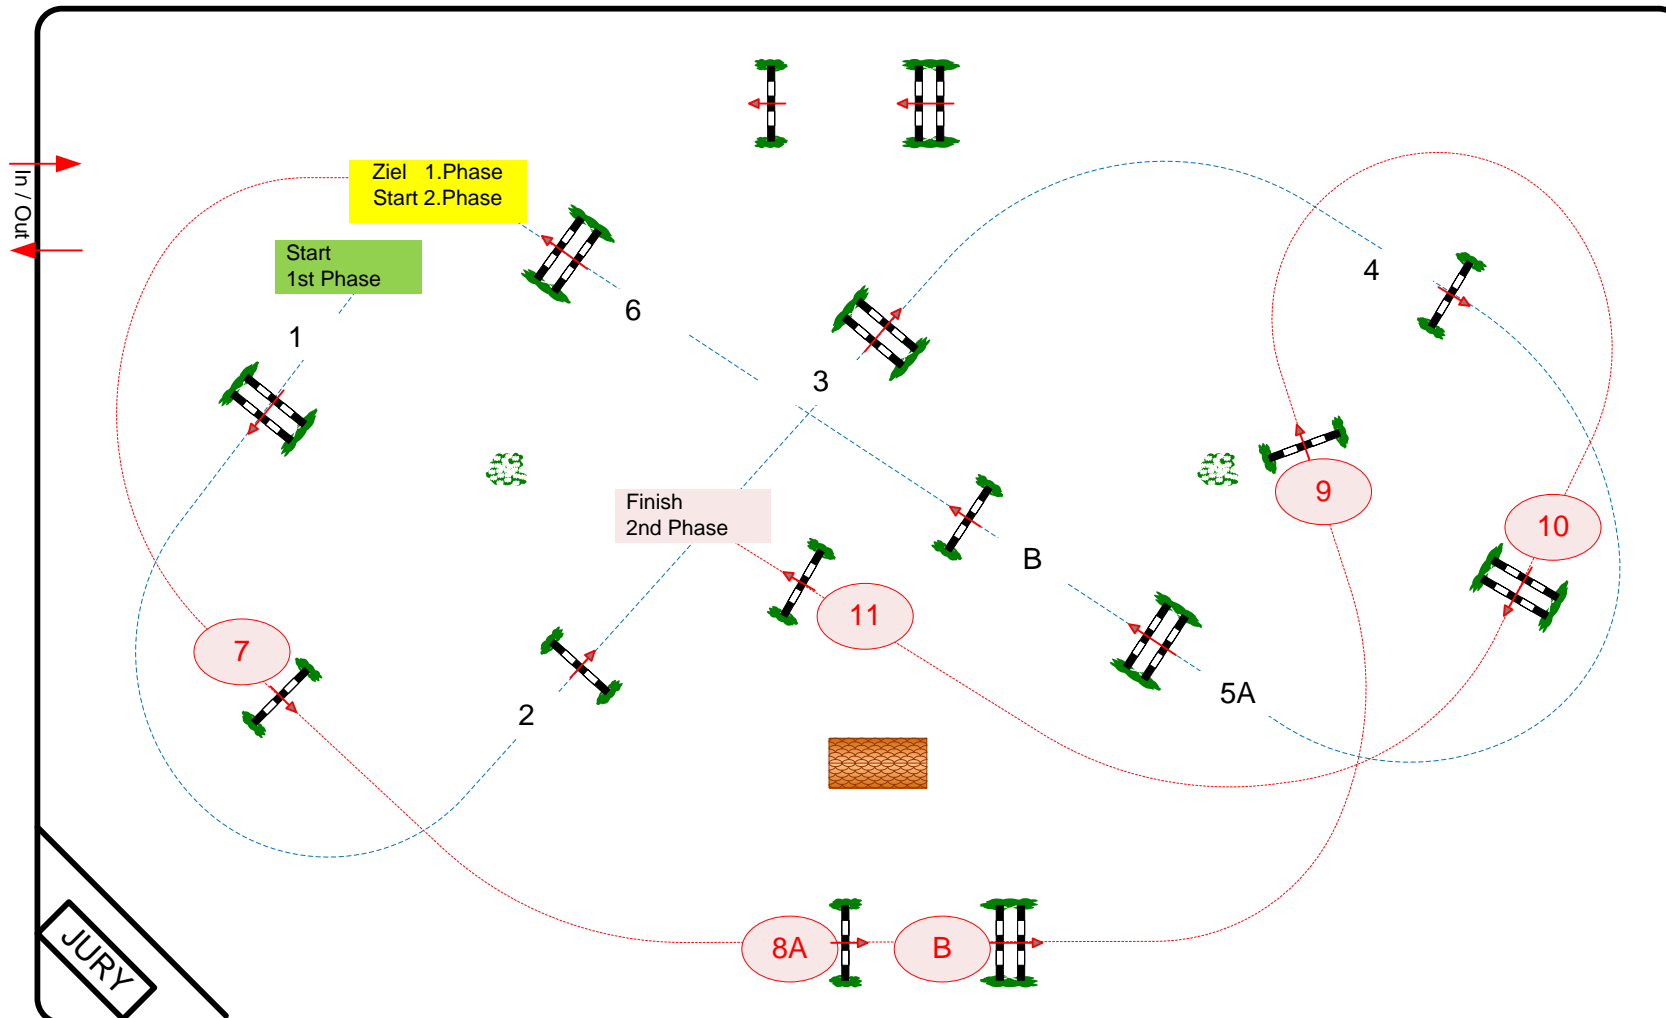 In / Out
Ziel 1.Phase
Start 2.Phase
Start
1st Phase
1
6
3
4
Finish
2nd Phase
9
10
B
11
7
5A
2
8A
B
JURY